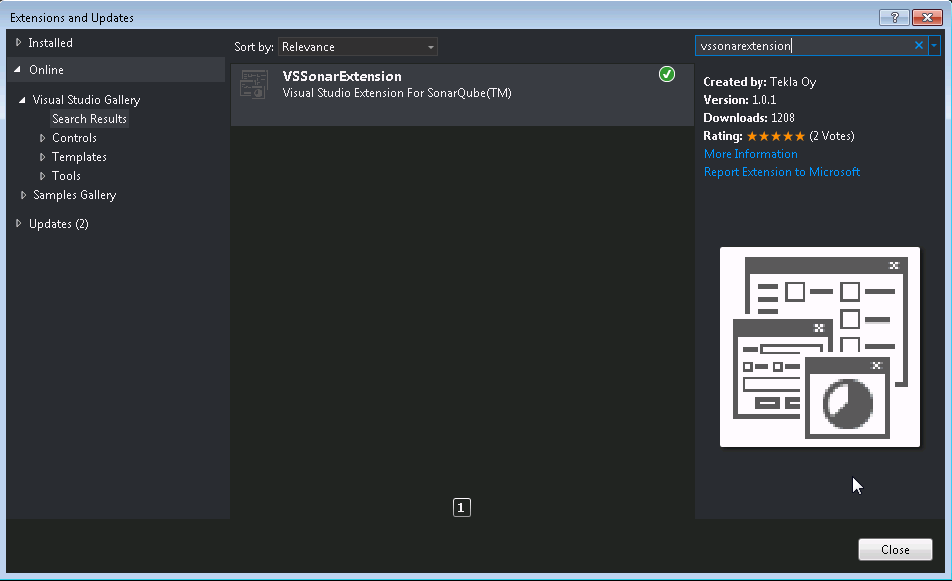 Extensions and Updates
Installed
Online
Visual Studio Gallery
Search Results
Controls
Templates
Tools
Samples Gallery
Updates (2)
Sort by: Relevance
VSSonarExtension
Visual Studio Extension For SonarQube(TM)
1
vssonarextension
Created by: Tekla Oy
Version: 1.0.1
Downloads: 1208
Rating: (2 Votes)
More Information
Report Extension to Microsoft
Close